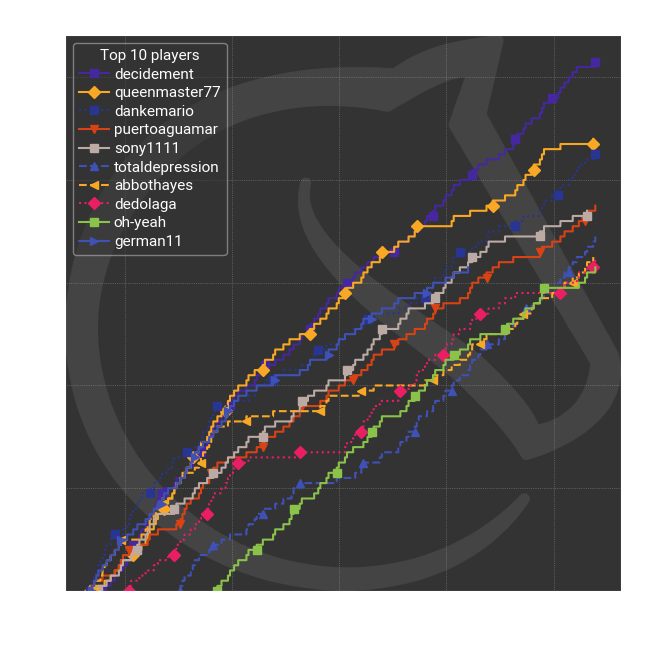 Top 10 players
decidement
queenmaster77
dankemario
puertoaguamar
sony1111
totaldepression
abbothayes
dedolaga
oh-yeah
german11